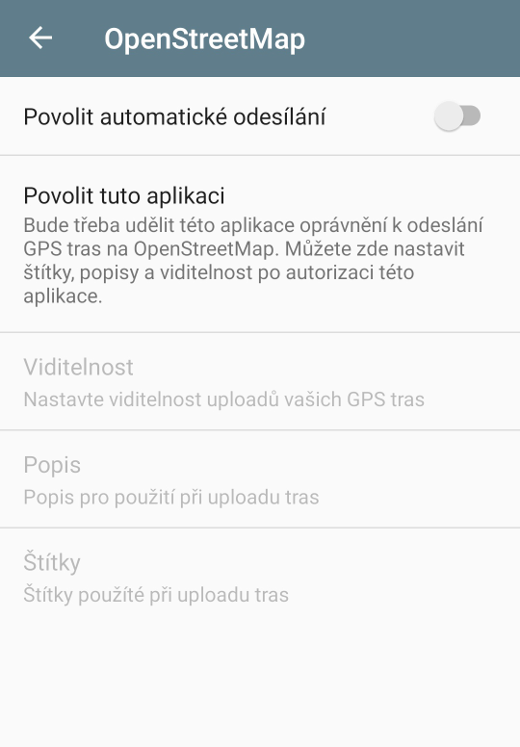 OpenStreetMap
Povolit automatické odesílání
Povolit tuto aplikaci
Bude třeba udělit této aplikace oprávnění k odeslání
GPS tras na OpenStreetMap. Můžete zde nastavit
štítky, popisy a viditelnost po autorizaci této
aplikace.
Viditelnost
Nastavte viditelnost uploadů vašich GPS tras
Popis
Popis pro použití při uploadu tras
Štítky
Štítky použíté při uploadu tras